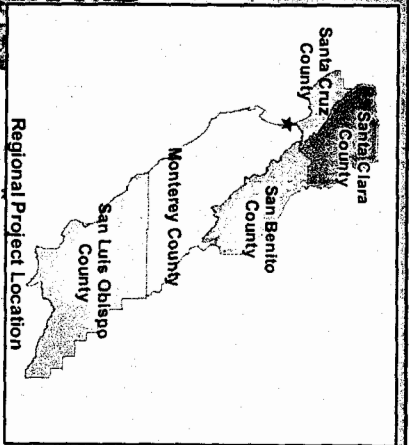 Santa Cruz
County
Santa Clara
County
San Benito
County
Monterey County
San Luis Obispo
County
Regional Project Location